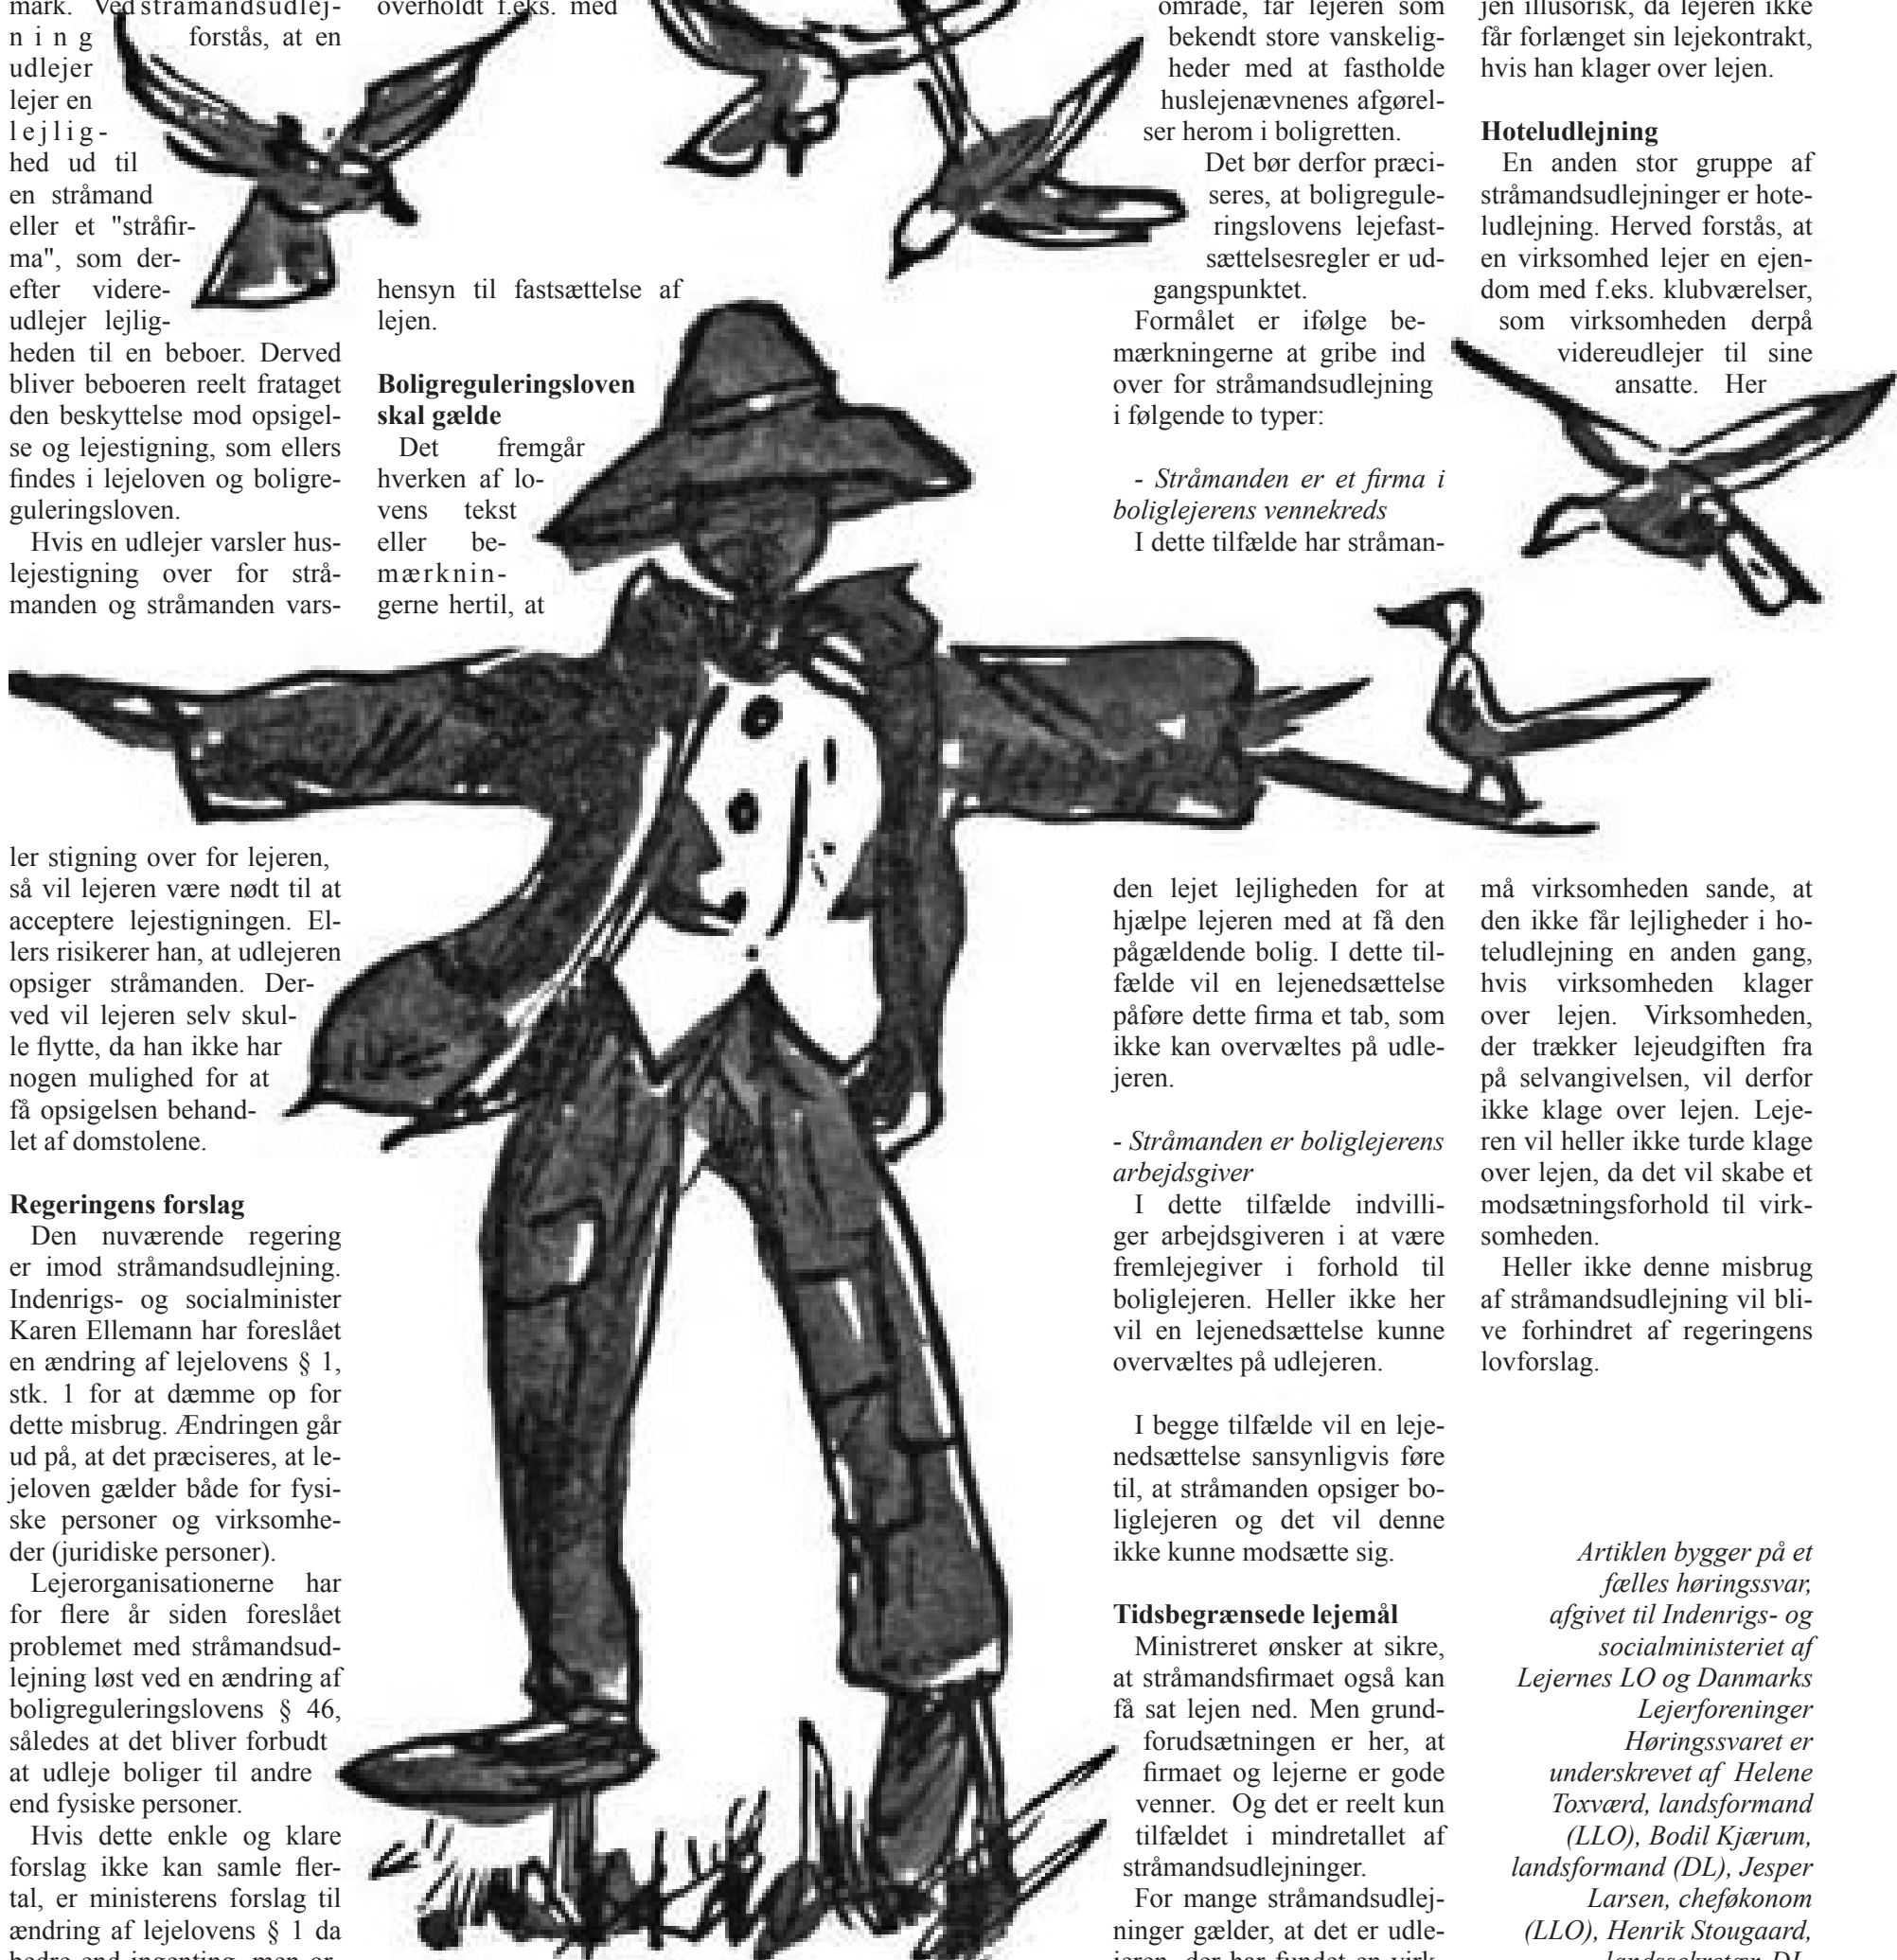 mark. Ved stråmandsudlej-
ning forstås, at en
udlejer
lejer en
lejlig-
hed ud til
en stråmand
eller et "stråfir-
ma", som der-
efter videre-
udlejer lejlig-
heden til en beboer. Derved
bliver beboeren reelt frataget
den beskyttelse mod opsigel-
se og lejestigning, som ellers
findes i lejeloven og boligre-
guleringsloven.
Hvis en udlejer varsler hus-
lejestigning over for strå-
manden og stråmanden vars-
ler stigning over for lejeren,
så vil lejeren være nødt til at
acceptere lejestigningen. El-
lers risikerer han, at udlejeren
opsiger stråmanden. Der-
ved vil lejeren selv skul-
le flytte, da han ikke har
nogen mulighed for at
få opsigelsen behand-
let af domstolene.
Regeringens forslag
Den nuværende regering
er imod stråmandsudlejning.
Indenrigs- og socialminister
Karen Ellemann har foreslået
en ændring af lejelovens § 1,
stk. 1 for at dæmme op for
dette misbrug. Ændringen går
ud på, at det præciseres, at le-
jeloven gælder både for fysi-
ske personer og virksomhe-
der (juridiske personer).
Lejerorganisationerne har
for flere år siden foreslået
problemet med stråmandsud-
lejning løst ved en ændring af
boligreguleringslovens § 46,
således at det bliver forbudt
at udleje boliger til andre
end fysiske personer.
Hvis dette enkle og klare
forslag ikke kan samle fler-
tal, er ministerens forslag til
ændring af lejelovens § 1 da
bedre end ingenting, men or-
overholdt f.eks. med
hensyn til fastsættelse af
lejen.
Boligreguleringsloven
skal gælde
Det fremgår
hverken af lo-
vens tekst
eller be-
mærknin-
gerne hertil, at
område, får lejeren som
bekendt store vanskelig-
heder med at fastholde
huslejenævnenes afgørel-
ser herom i boligretten.
Det bør derfor præci-
seres, at boligregule-
ringslovens lejefast-
sættelsesregler er ud-
gangspunktet.
Formålet er ifølge be-
mærkningerne at gribe ind
over for stråmandsudlejning
i følgende to typer:
- Stråmanden er et firma i
boliglejerens vennekreds
I dette tilfælde har stråman-
den lejet lejligheden for at
hjælpe lejeren med at få den
pågældende bolig. I dette til-
fælde vil en lejenedsættelse
påføre dette firma et tab, som
ikke kan overvæltes på udle-
jeren.
- Stråmanden er boliglejerens
arbejdsgiver
I dette tilfælde indvilli-
ger arbejdsgiveren i at være
fremlejegiver i forhold til
boliglejeren. Heller ikke her
vil en lejenedsættelse kunne
overvæltes på udlejeren.
I begge tilfælde vil en leje-
nedsættelse sansynligvis føre
til, at stråmanden opsiger bo-
liglejeren og det vil denne
ikke kunne modsætte sig.
Tidsbegrænsede lejemål
Ministreret ønsker at sikre,
at stråmandsfirmaet også kan
få sat lejen ned. Men grund-
forudsætningen er her, at
firmaet og lejerne er gode
venner. Og det er reelt kun
tilfældet i mindretallet af
stråmandsudlejninger.
For mange stråmandsudlej-
ninger gælder, at det er udle-
jeren, der har fundet en virk-
jen illusorisk, da lejeren ikke
får forlænget sin lejekontrakt,
hvis han klager over lejen.
Hoteludlejning
En anden stor gruppe af
stråmandsudlejninger er hote-
ludlejning. Herved forstås, at
en virksomhed lejer en ejen-
dom med f.eks. klubværelser,
som virksomheden derpå
videreudlejer til sine
ansatte. Her
må virksomheden sande, at
den ikke får lejligheder i ho-
teludlejning en anden gang,
hvis virksomheden klager
over lejen. Virksomheden,
der trækker lejeudgiften fra
på selvangivelsen, vil derfor
ikke klage over lejen. Leje-
ren vil heller ikke turde klage
over lejen, da det vil skabe et
modsætningsforhold til virk-
somheden.
Heller ikke denne misbrug
af stråmandsudlejning vil bli-
ve forhindret af regeringens
lovforslag.
Artiklen bygger på et
fælles høringssvar,
afgivet til Indenrigs- og
socialministeriet af
Lejernes LO og Danmarks
Lejerforeninger
Høringssvaret er
underskrevet af Helene
Toxværd, landsformand
(LLO), Bodil Kjærum,
landsformand (DL), Jesper
Larsen, cheføkonom
(LLO), Henrik Stougaard,
landssekretær DL